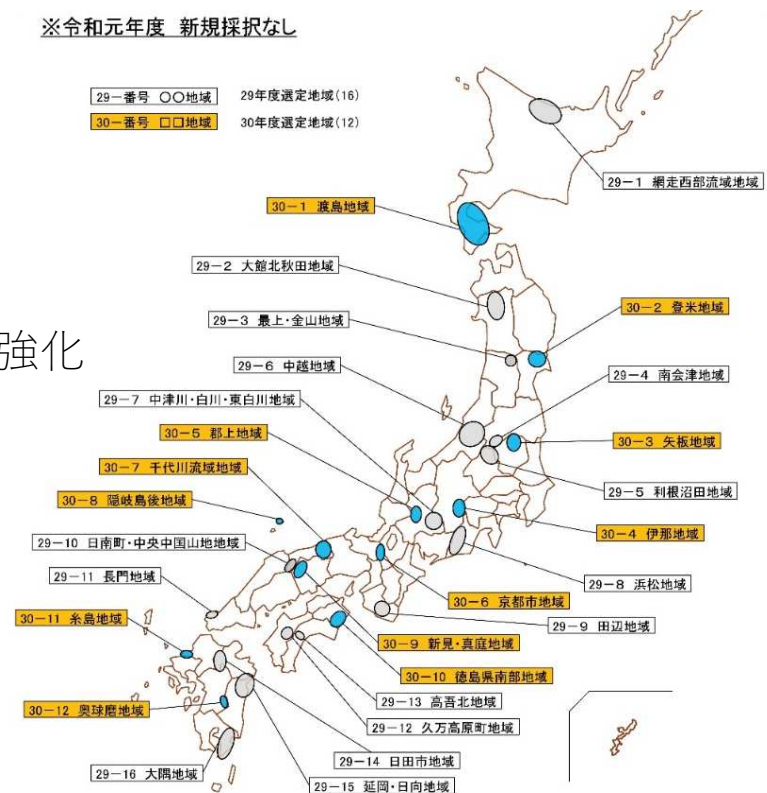 ※令和元年度 新規採択なし
29－番号 〇〇地域 29年度選定地域(16)
30－番号 □□地域 30年度選定地域(12)
29－1 網走西部流域地域
30－1 渡島地域
29－2 大館北秋田地域
30－2 登米地域
29－3 最上・金山地域
強化
29－6 中越地域
29－4 南会津地域
29－7 中津川・白川・東白川地域
30－5 郡上地域
30－3 矢板地域
30－7 千代川流域地域
29－5 利根沼田地域
30－8 隠岐島後地域
30－4 伊那地域
29－10 日南町・中央中国山地地域
29－11 長門地域
29－8 浜松地域
30－6 京都市地域
30－11 糸島地域
29－9 田辺地域
30－9 新見・真庭地域
30－10 徳島県南部地域
29－13 高吾北地域
30－12 奥球磨地域
29－12 久万高原町地域
29－14 日田市地域
29－16 大隅地域
29－15 延岡・日向地域